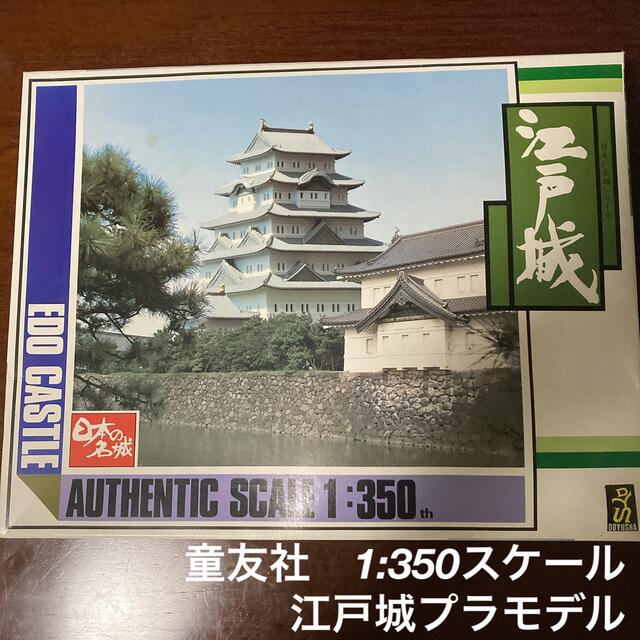 江戸城
日本の名城シリーズ
EDO CASTLE
日本の
名城
AUTHENTIC SCALE 1:350th
DOYUSHA
童友社　1:350スケール
江戸城プラモデル